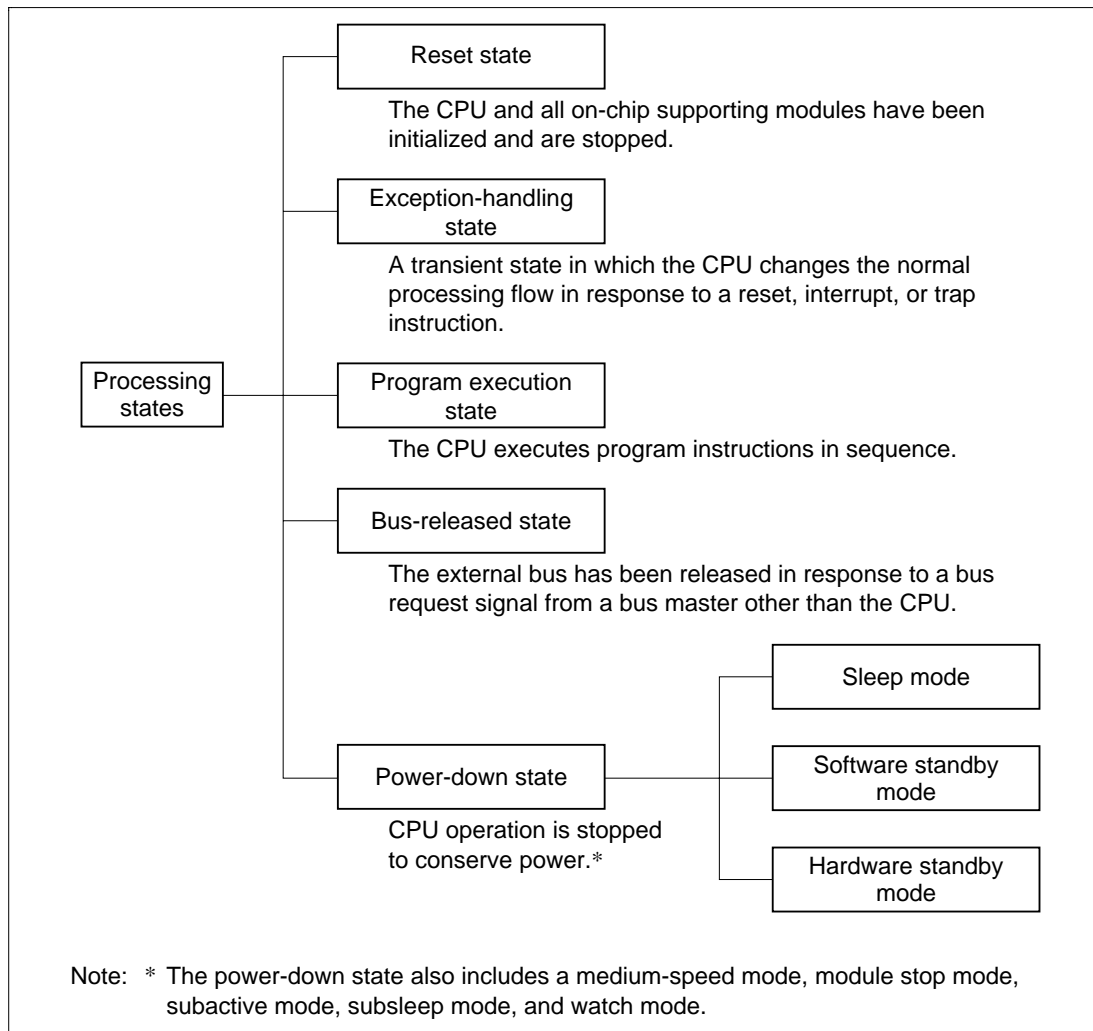 Reset state
The CPU and all on-chip supporting modules have been
initialized and are stopped.
Exception-handling
state
A transient state in which the CPU changes the normal
processing flow in response to a reset, interrupt, or trap
instruction.
Processing
states
Program execution
state
The CPU executes program instructions in sequence.
Bus-released state
The external bus has been released in response to a bus
request signal from a bus master other than the CPU.
Sleep mode
Power-down state
CPU operation is stopped
to conserve power.*
Software standby
mode
Hardware standby
mode
Note: * The power-down state also includes a medium-speed mode, module stop mode,
subactive mode, subsleep mode, and watch mode.